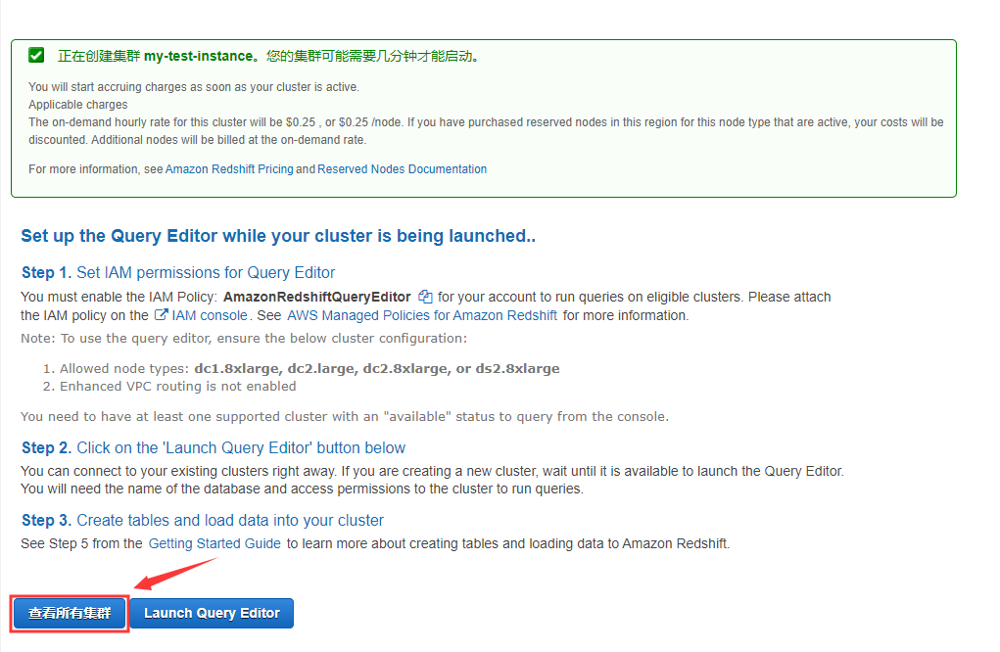 正在创建集群 my-test-instance。您的集群可能需要几分钟才能启动。
You will start accruing charges as soon as your cluster is active.
Applicable charges
The on-demand hourly rate for this cluster will be $0.25 , or $0.25 /node. If you have purchased reserved nodes in this region for this node type that are active, your costs will be
discounted. Additional nodes will be billed at the on-demand rate.
For more information, see Amazon Redshift Pricing and Reserved Nodes Documentation
Set up the Query Editor while your cluster is being launched..
Step 1. Set IAM permissions for Query Editor
You must enable the IAM Policy: AmazonRedshiftQueryEditor for your account to run queries on eligible clusters. Please attach
the IAM policy on the IAM console. See AWS Managed Policies for Amazon Redshift for more information.
Note: To use the query editor, ensure the below cluster configuration:
1. Allowed node types: dc1.8xlarge, dc2.large, dc2.8xlarge, or ds2.8xlarge
2. Enhanced VPC routing is not enabled
You need to have at least one supported cluster with an "available" status to query from the console.
Step 2. Click on the 'Launch Query Editor' button below
You can connect to your existing clusters right away. If you are creating a new cluster, wait until it is available to launch the Query Editor.
You will need the name of the database and access permissions to the cluster to run queries.
Step 3. Create tables and load data into your cluster
See Step 5 from the Getting Started Guide to learn more about creating tables and loading data to Amazon Redshift.
查看所有集群 Launch Query Editor